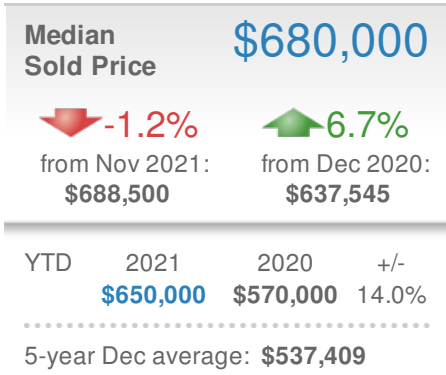 Median $680,000
Sold Price
-1.2% 6.7%
from Nov 2021: from Dec 2020:
$688,500 $637,545
YTD 2021 2020 +/-
$650,000 $570,000 14.0%
5-year Dec average: $537,409